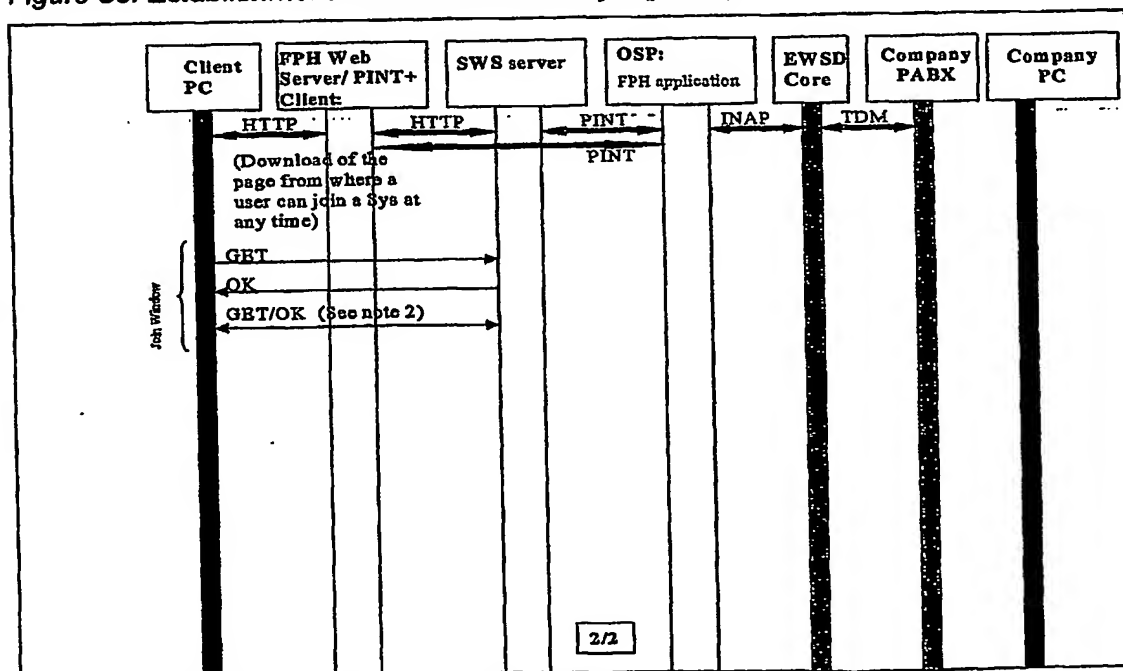 Client
PC
FPH Web
Server/ PINT+
Client:
SWS server
OSP:
FPH application
EWSD
Core
Company
PABX
Company
PC
HTTP
HTTP
PINT
INAP
TDM
PINT
(Download of the
page from where a
user can join a Sys at
any time)
GET
OK
GET/OK (See note 2)
Join Window
2/2